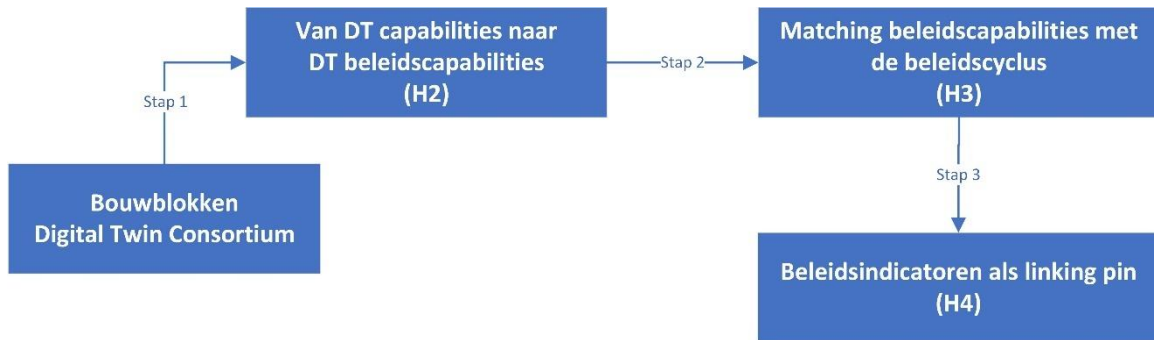 Van DT capabilities naar
DT beleidscapabilities
(H2)
Stap 2
Matching beleidscapabilities met
de beleidscyclus
(H3)
Stap 1
Bouwblokken
Digital Twin Consortium
Stap 3
Beleidsindicatoren als linking pin
(H4)